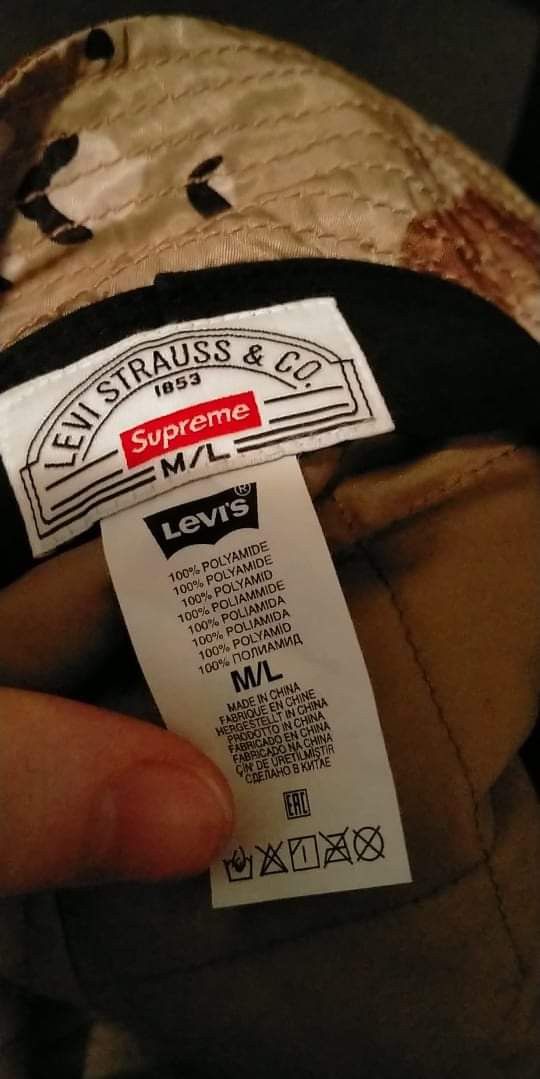 LEVI STRAUSS & CO.
1853
Supreme
M/L
LEVI'S ®
100% POLYAMIDE
100% POLYAMIDE
100% POLYAMID
100% POLIAMMIDE
100% POLIAMIDA
100% POLIAMIDA
100% POLYAMID
100% ПОЛИАМИД
M/L
MADE IN CHINA
FABRIQUE EN CHINE
HERGESTELLT IN CHINA
PRODOTTO IN CHINA
FABRICADO EN CHINA
FABRICADO NA CHINA
ÇIN' DE ÜRETILMIŞTIR
СДЕЛАНО В КИТАЕ
EAC